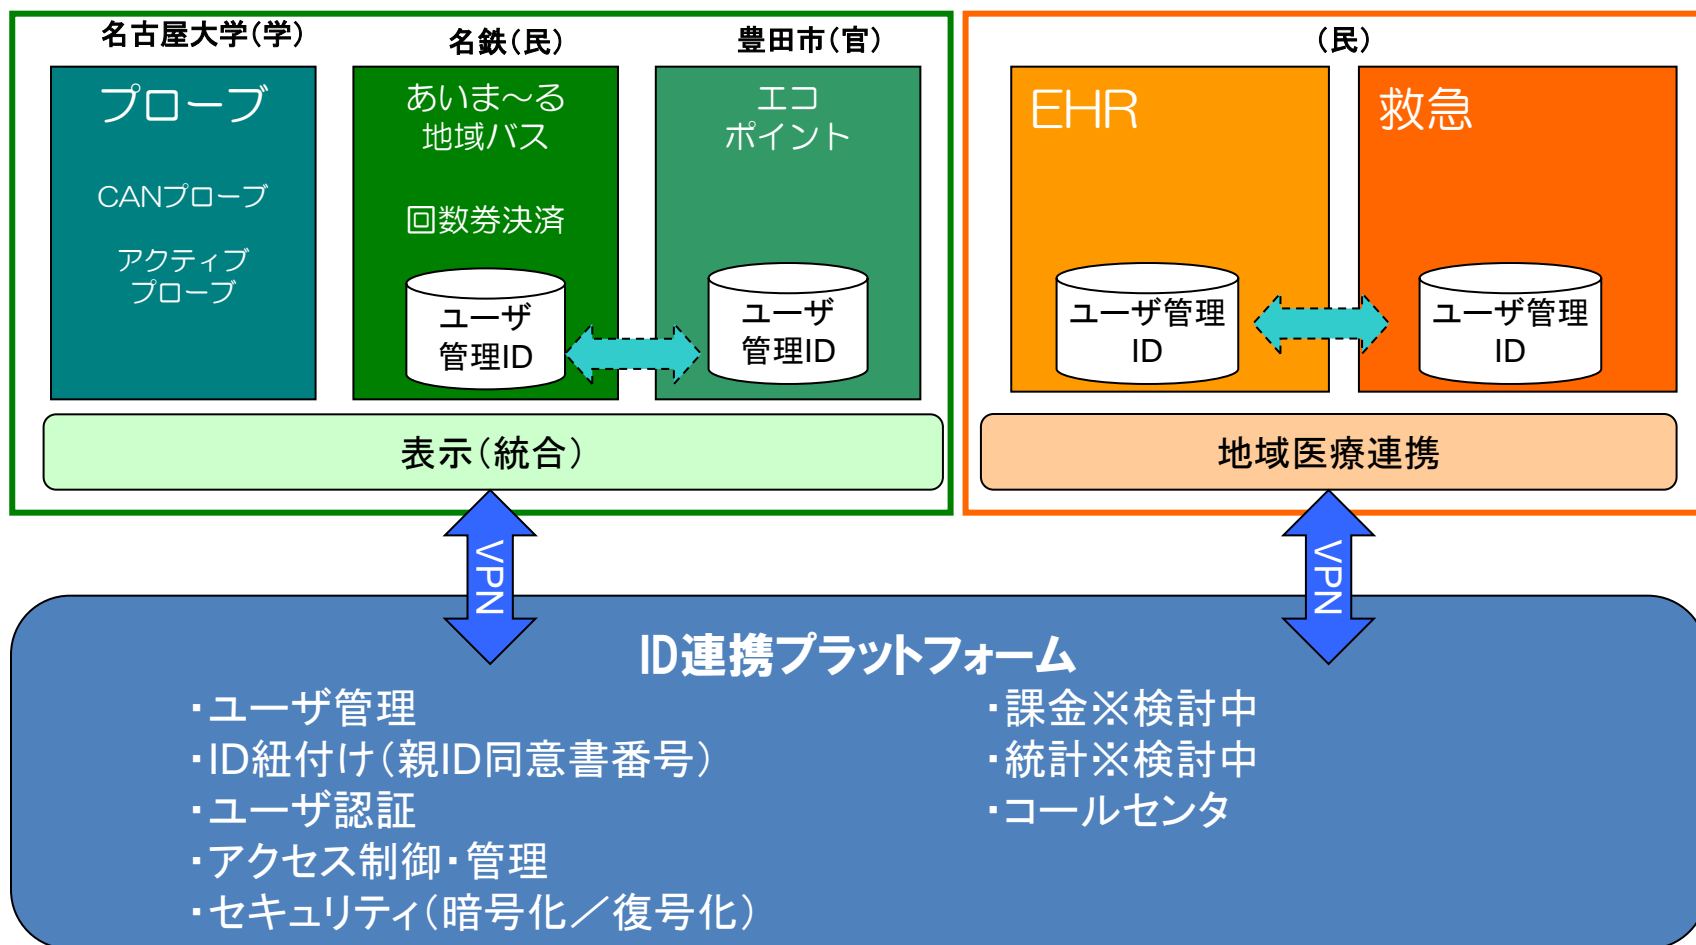 名古屋大学（学）
名鉄（民）
豊田市（官）
（民）
プローブ
CANプローブ
アクティブ
プローブ
あいま～る
地域バス
回数券決済
ユーザ
管理ID
エコ
ポイント
ユーザ
管理ID
EHR
ユーザ管理
ID
救急
ユーザ管理
ID
表示（統合）
地域医療連携
VPN
VPN
ID連携プラットフォーム
・ユーザ管理
・ID紐付け（親ID同意書番号）
・ユーザ認証
・アクセス制御・管理
・セキュリティ（暗号化／復号化）
・課金※検討中
・統計※検討中
・コールセンタ